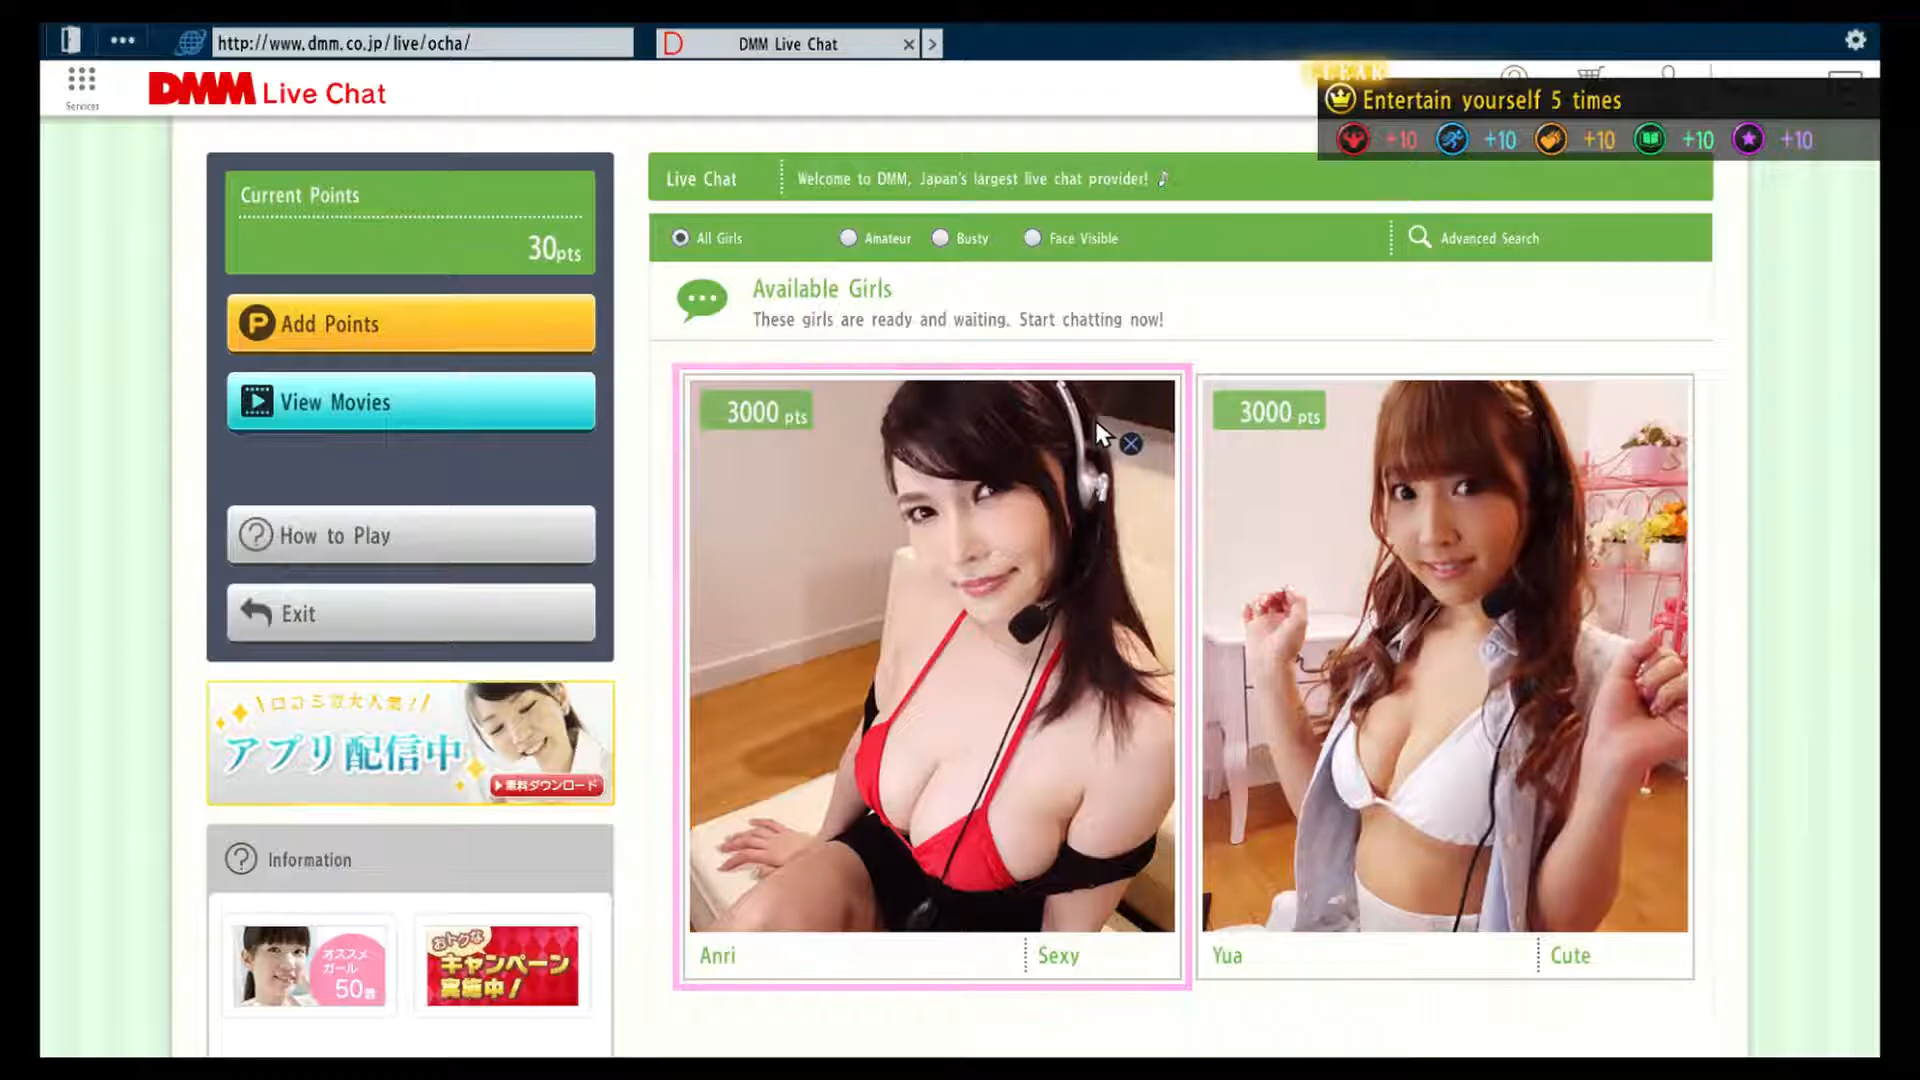 http://www.dmm.co.jp/live/ocha/
DMM Live Chat
Services
DMM Live Chat
CLEAR
Entertain yourself 5 times
+10 +10 +10 +10 +10
Current Points
30pts
Add Points
View Movies
How to Play
Exit
アプリ配信中
無料ダウンロード
Information
オススメ
ガール
おトクな
キャンペーン
実施中!
Live Chat
Welcome to DMM, Japan's largest live chat provider! ♪
All Girls
Amateur
Busty
Face Visible
Advanced Search
Available Girls
These girls are ready and waiting. Start chatting now!
3000 pts
Anri
Sexy
3000 pts
Yua
Cute